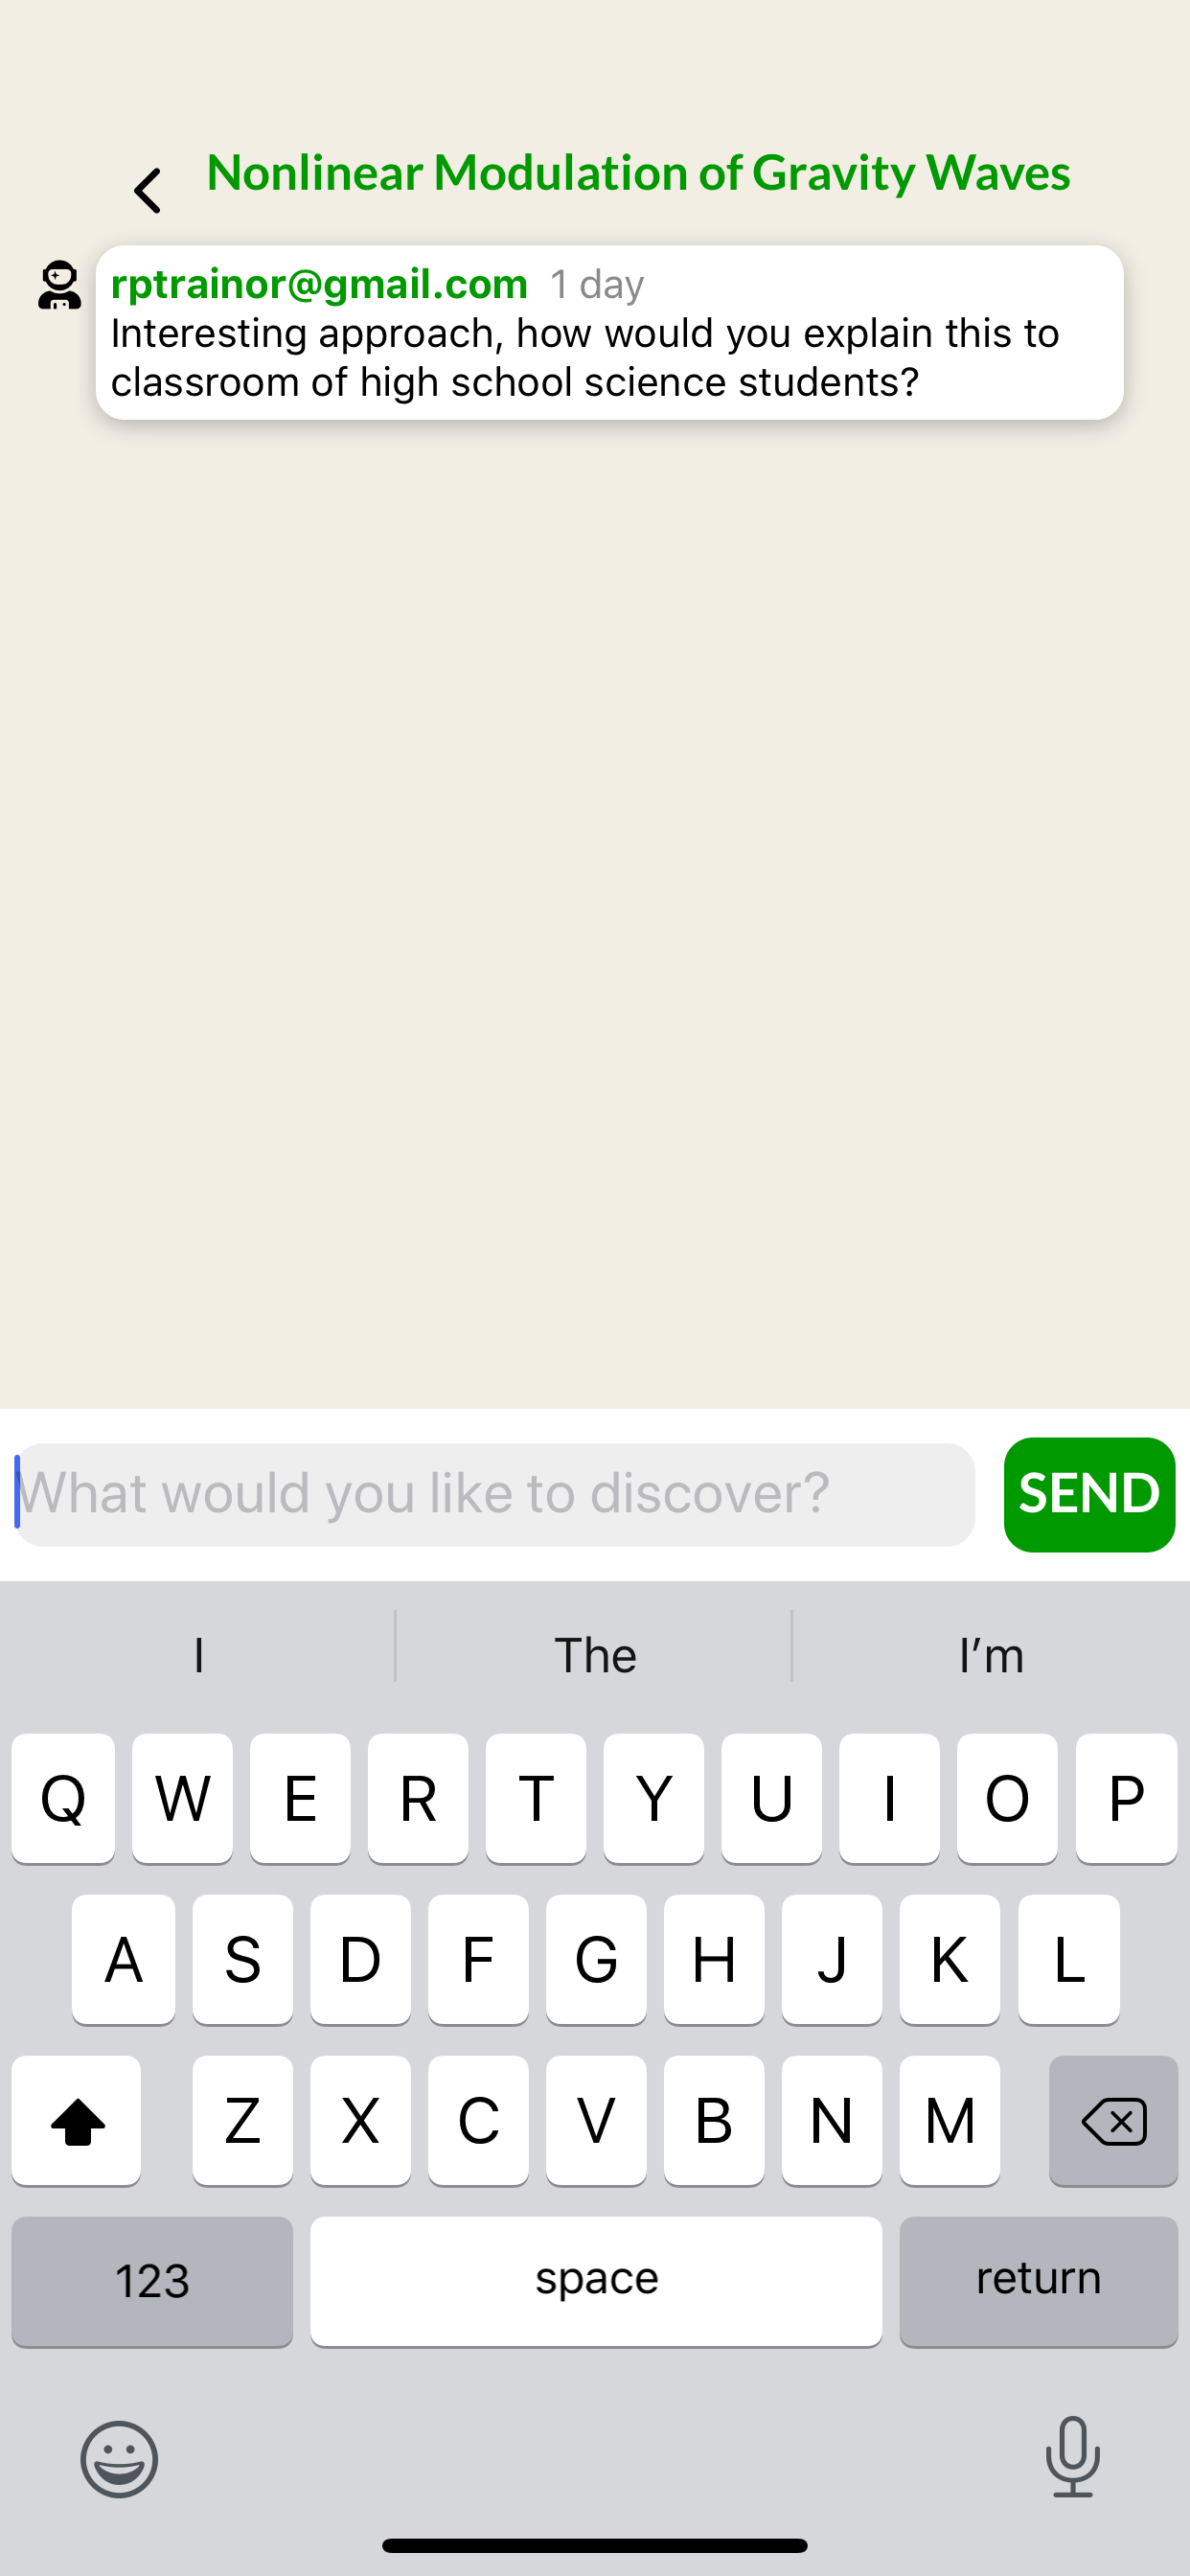 Nonlinear Modulation of Gravity Waves
rptrainor@gmail.com 1 day
Interesting approach, how would you explain this to
classroom of high school science students?
What would you like to discover?
SEND
I The I’m
Q W E R T Y U I O P
A S D F G H J K L
Z X C V B N M
123 space return